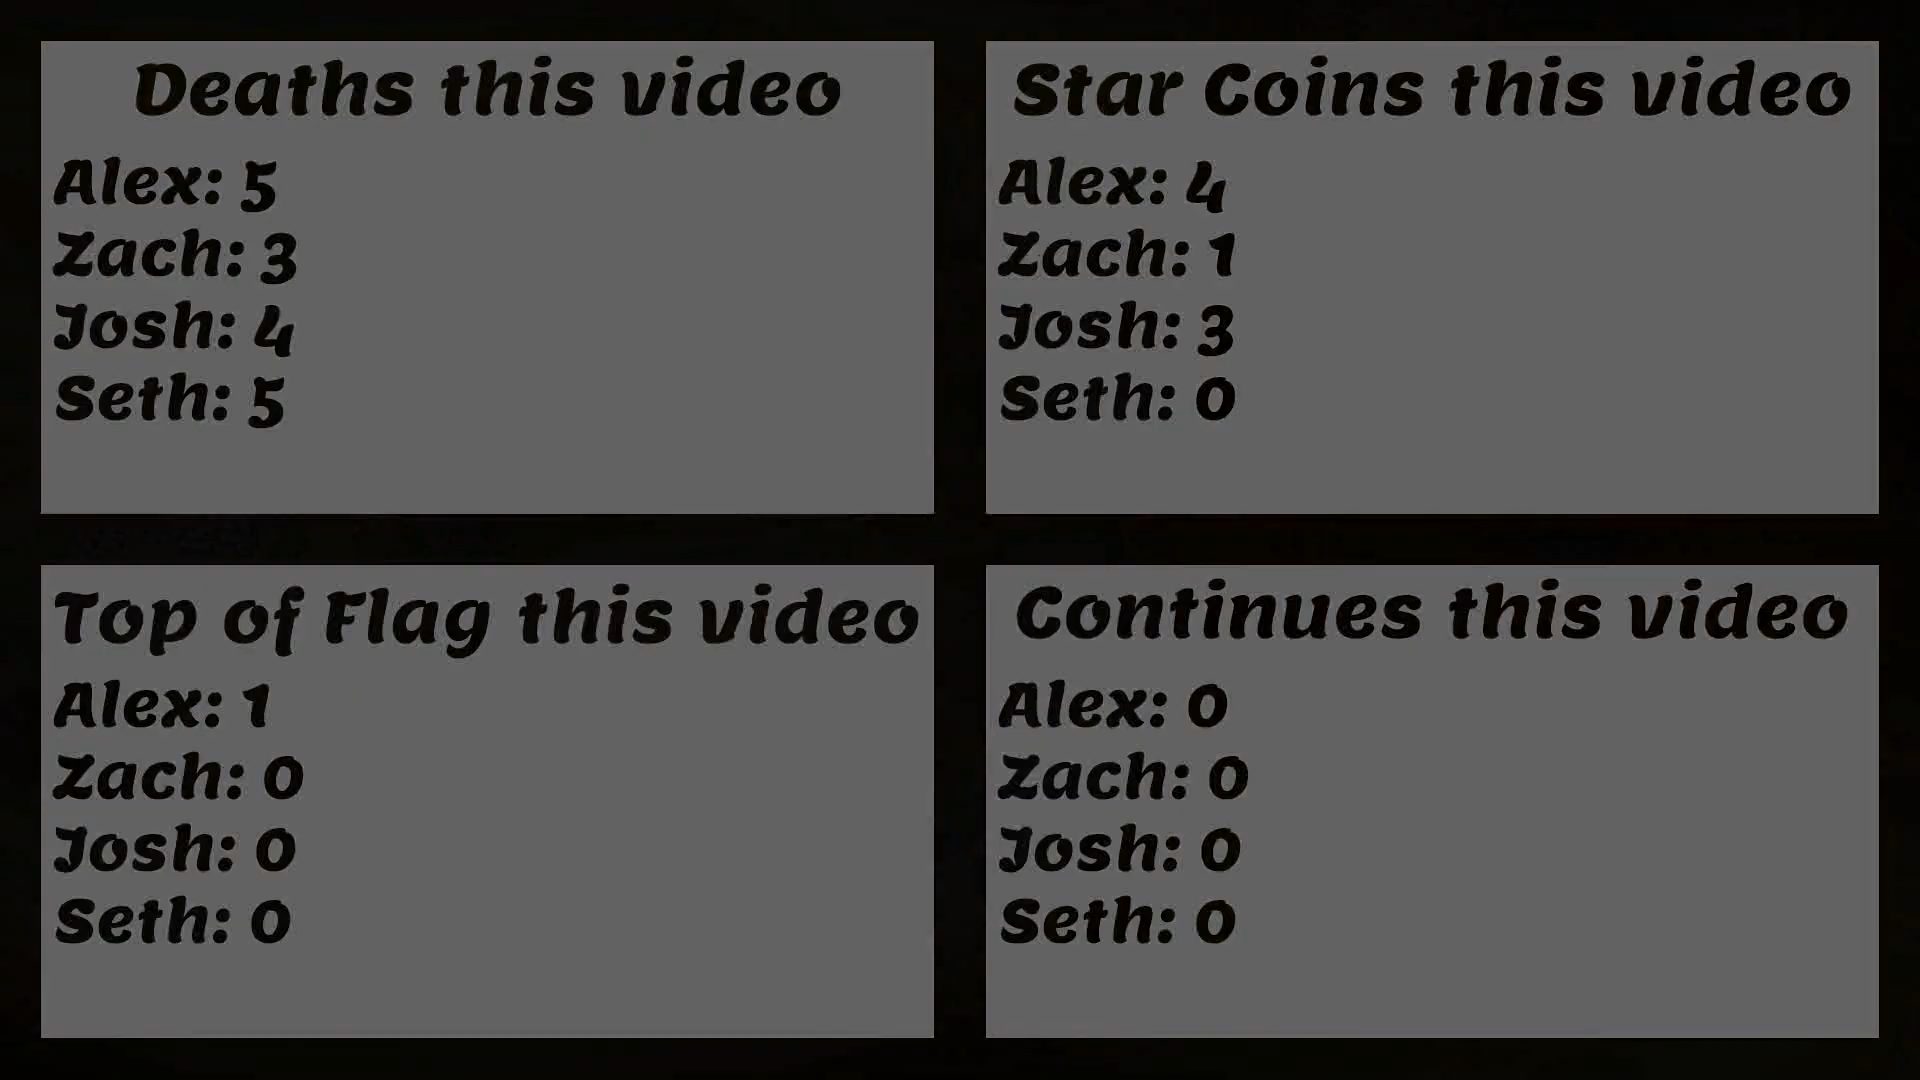 Deaths this video
Alex: 5
Zach: 3
Josh: 4
Seth: 5
Star Coins this video
Alex: 4
Zach: 1
Josh: 3
Seth: 0
Top of Flag this video
Alex: 1
Zach: 0
Josh: 0
Seth: 0
Continues this video
Alex: 0
Zach: 0
Josh: 0
Seth: 0